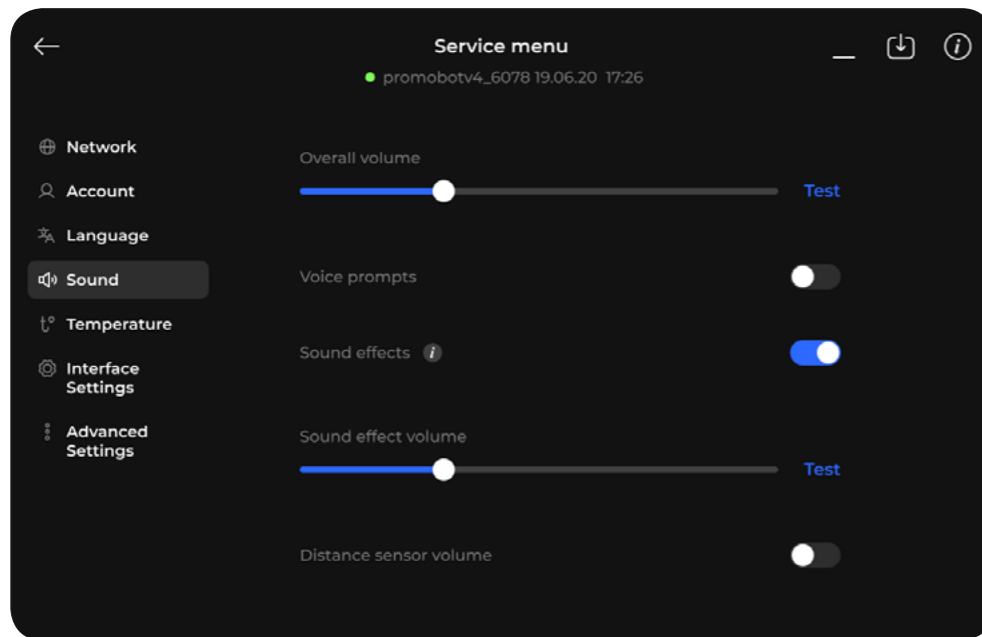 Service menu
promobotv4_6078 19.06.20 17:26
Network
Account
Language
Sound
Temperature
Interface
Settings
Advanced
Settings
Overall volume
Test
Voice prompts
Sound effects
Sound effect volume
Test
Distance sensor volume